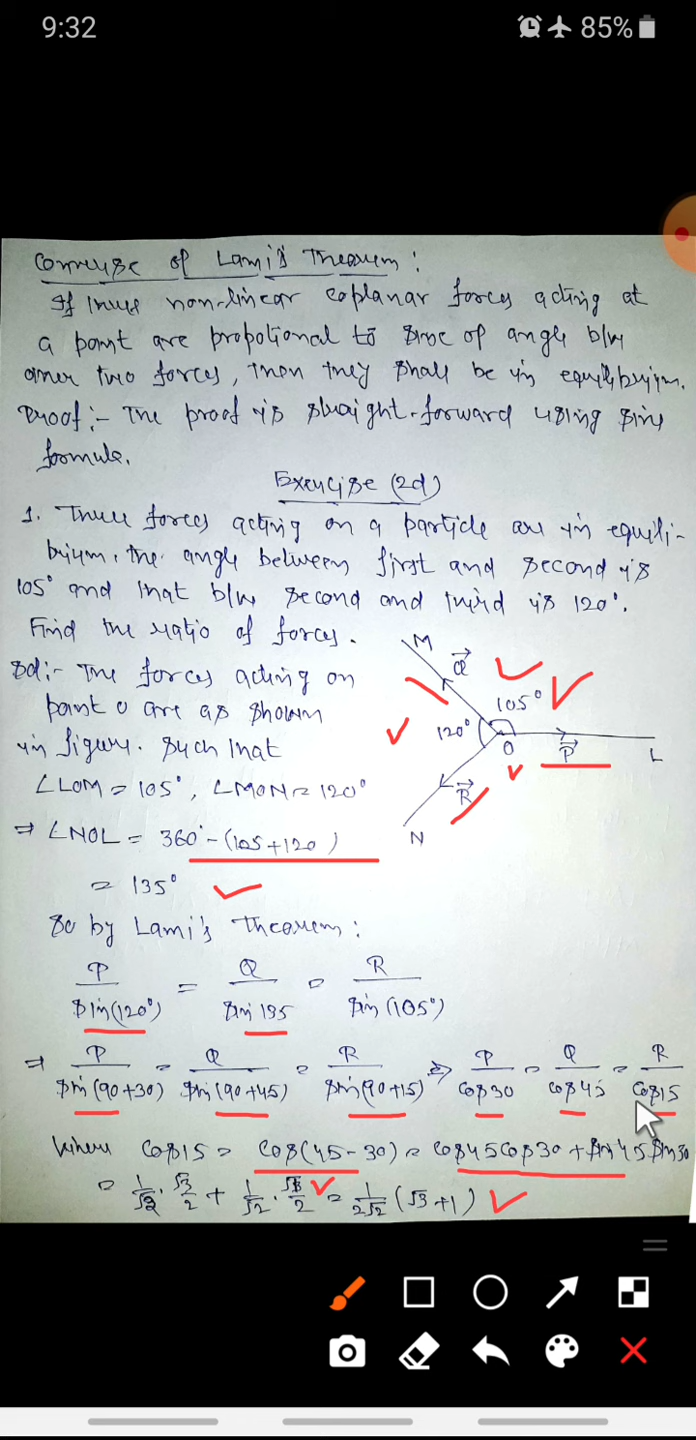 9:32 85%
Converse of Lami's Theorem :
If three non-linear coplanar forces acting at
a point are propotional to sine of angle b/w
other two forces, then they shall be in equilibrium.
Proof :- The proof is straight-forward using sine
formula.
Exercise (2d)
1. Three forces acting on a particle are in equili-
brium, the angle between first and second is
105° and that b/w second and third is 120°.
Find the ratio of forces.
Sol:- The forces acting on
point O are as shown
in figure. Such that
∠LOM = 105°, ∠MON = 120°
M
Q⃗
105°
120°
O
P⃗
L
R⃗
N
⇒ ∠NOL = 360° - (105+120)
= 135°
So by Lami's Theorem :
P/sin(120°) = Q/sin 135 = R/sin(105°)
⇒ P/sin(90+30) = Q/sin(90+45) = R/sin(90+15) ⇒ P/cos30 = Q/cos45 = R/cos15
Where cos15 = cos(45-30) = cos45cos30 + sin45sin30
= 1/√2 · √3/2 + 1/√2 · /2 = 1/2√2 (√3 + 1)